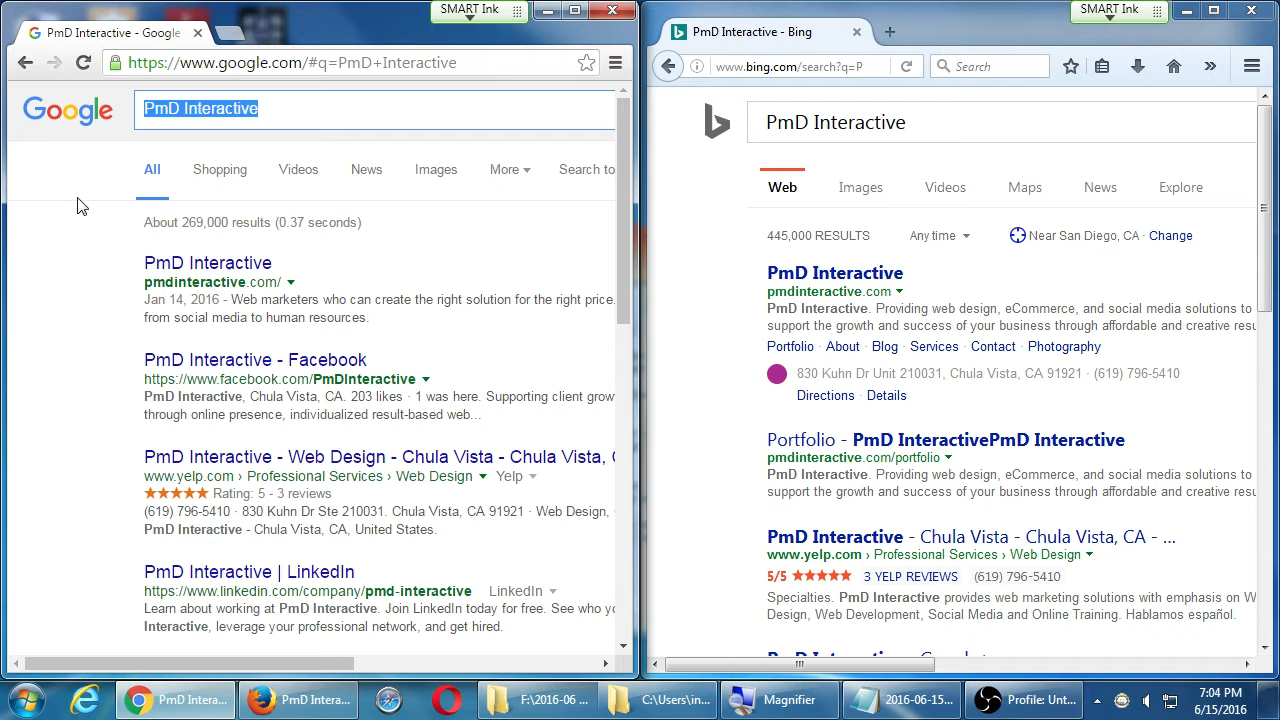 SMART Ink
PmD Interactive - Google
https://www.google.com/#q=PmD+Interactive
Google
PmD Interactive
All Shopping Videos News Images More Search to
About 269,000 results (0.37 seconds)
PmD Interactive
pmdinteractive.com/
Jan 14, 2016 - Web marketers who can create the right solution for the right price.
from social media to human resources.
PmD Interactive - Facebook
https://www.facebook.com/PmDInteractive
PmD Interactive, Chula Vista, CA. 203 likes · 1 was here. Supporting client grow
through online presence, individualized result-based web...
PmD Interactive - Web Design - Chula Vista - Chula Vista,
www.yelp.com › Professional Services › Web Design Yelp
Rating: 5 - 3 reviews
(619) 796-5410 · 830 Kuhn Dr Ste 210031. Chula Vista, CA 91921 · Web Design,
PmD Interactive - Chula Vista, CA, United States.
PmD Interactive | LinkedIn
https://www.linkedin.com/company/pmd-interactive LinkedIn
Learn about working at PmD Interactive. Join LinkedIn today for free. See who yo
Interactive, leverage your professional network, and get hired.
SMART Ink
PmD Interactive - Bing
www.bing.com/search?q=P
Search
PmD Interactive
Web Images Videos Maps News Explore
445,000 RESULTS Any time Near San Diego, CA · Change
PmD Interactive
pmdinteractive.com
PmD Interactive. Providing web design, eCommerce, and social media solutions to
support the growth and success of your business through affordable and creative resu
Portfolio · About · Blog · Services · Contact · Photography
830 Kuhn Dr Unit 210031, Chula Vista, CA 91921 · (619) 796-5410
Directions · Details
Portfolio - PmD InteractivePmD Interactive
pmdinteractive.com/portfolio
PmD Interactive. Providing web design, eCommerce, and social media solutions to
support the growth and success of your business through affordable and creative resu
PmD Interactive - Chula Vista - Chula Vista, CA - ...
www.yelp.com › Professional Services › Web Design
5/5 3 YELP REVIEWS (619) 796-5410
Specialties. PmD Interactive provides web marketing solutions with emphasis on W
Design, Web Development, Social Media and Online Training. Hablamos español.
PmD Intera...
PmD Intera...
F:\2016-06 ...
C:\Users\in...
Magnifier
2016-06-15...
Profile: Unt...
7:04 PM
6/15/2016